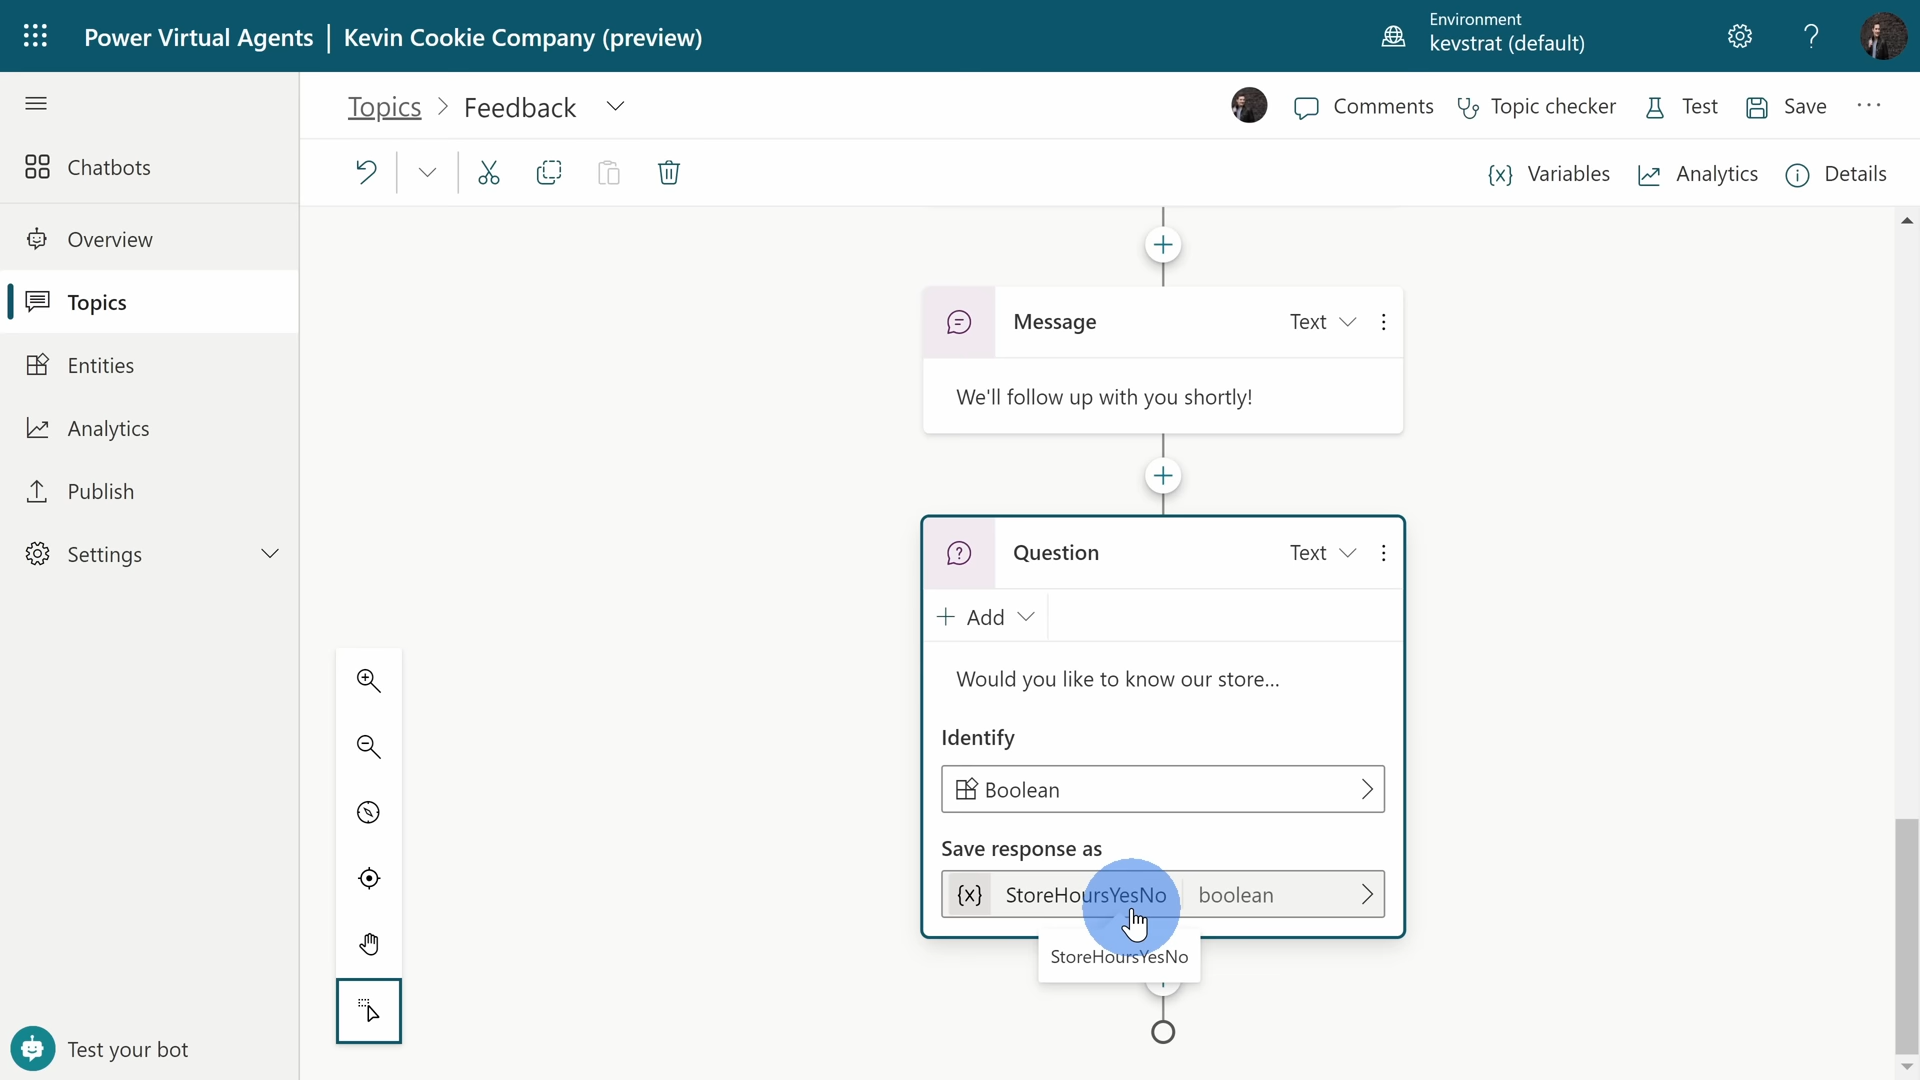 Power Virtual Agents | Kevin Cookie Company (preview)
Environment
kevstrat (default)
?
Topics > Feedback
Comments
Topic checker
Test
Save
...
Chatbots
Variables
Analytics
Details
Overview
Topics
Entities
Analytics
Publish
Settings
Message
Text
We'll follow up with you shortly!
Question
Text
+ Add
Would you like to know our store...
Identify
Boolean
Save response as
{x} StoreHoursYesNo boolean
StoreHoursYesNo
Test your bot